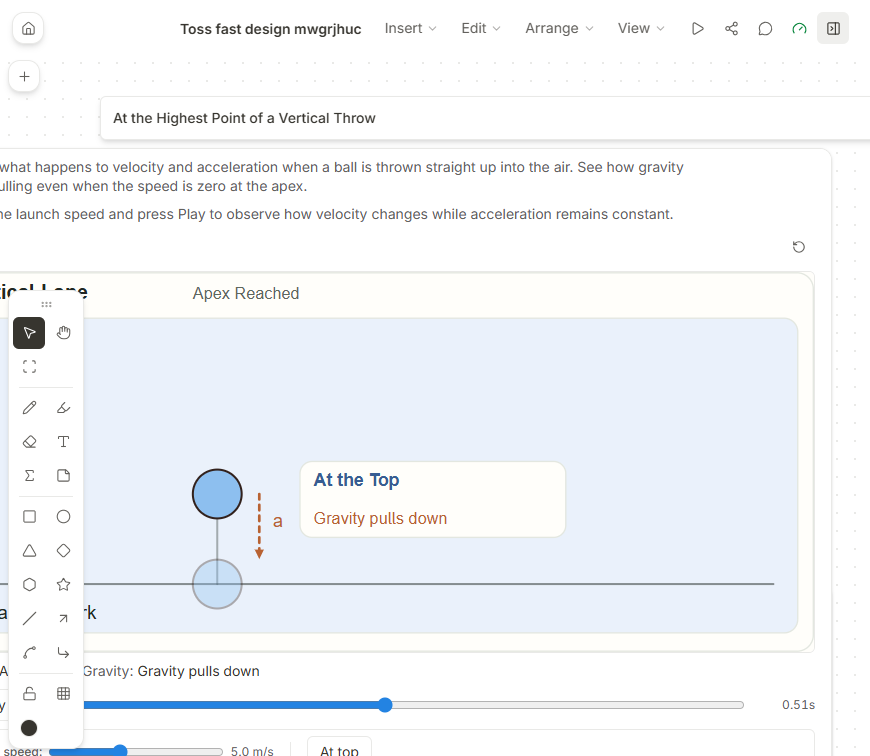 Toss fast design mwgrjhuc Insert Edit Arrange View
At the Highest Point of a Vertical Throw
what happens to velocity and acceleration when a ball is thrown straight up into the air. See how gravity
ulling even when the speed is zero at the apex.
he launch speed and press Play to observe how velocity changes while acceleration remains constant.
Apex Reached
At the Top
a
Gravity pulls down
Gravity: Gravity pulls down
0.51s
speed: 5.0 m/s At top